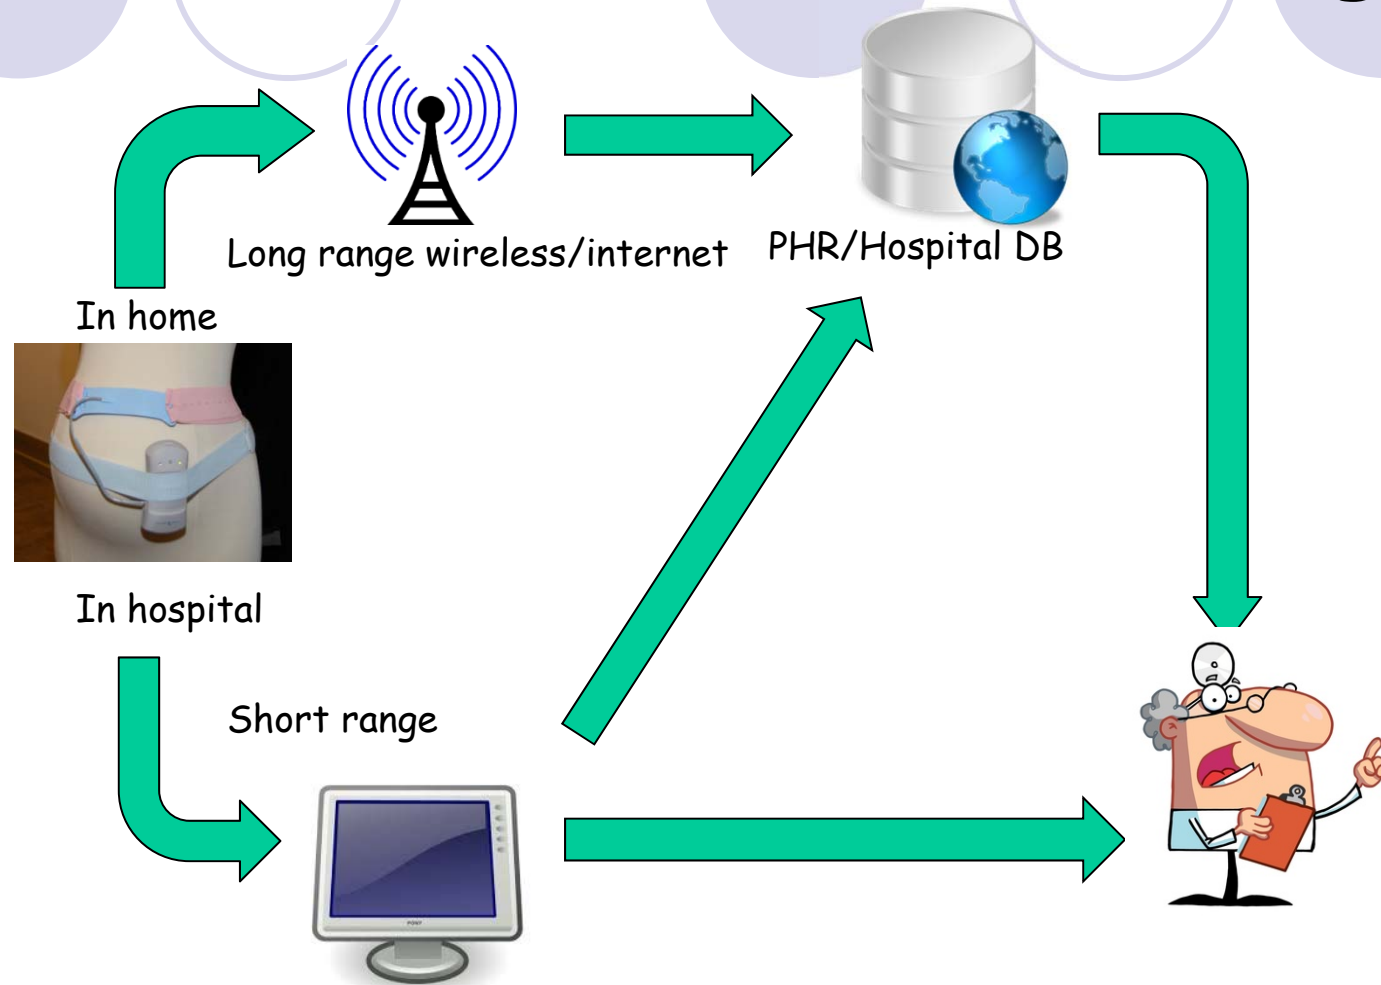 Long range wireless/internet
PHR/Hospital DB
In home
In hospital
Short range